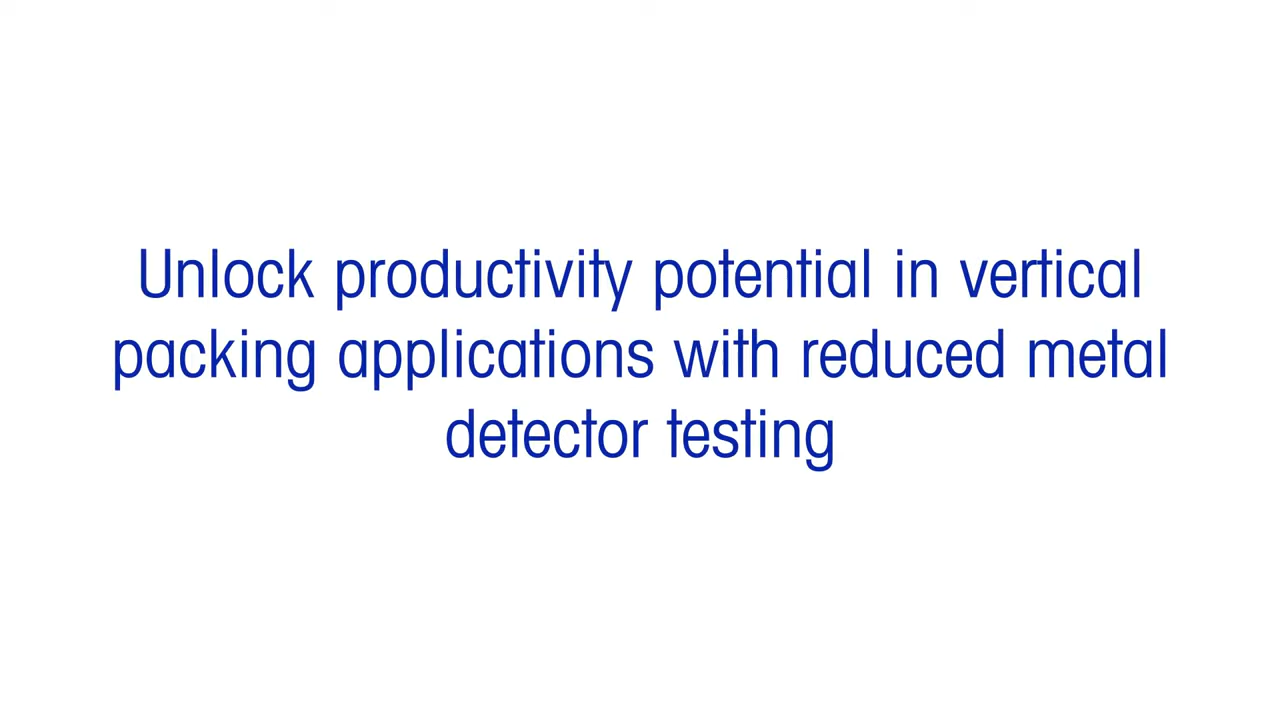 Unlock productivity potential in vertical
packing applications with reduced metal
detector testing